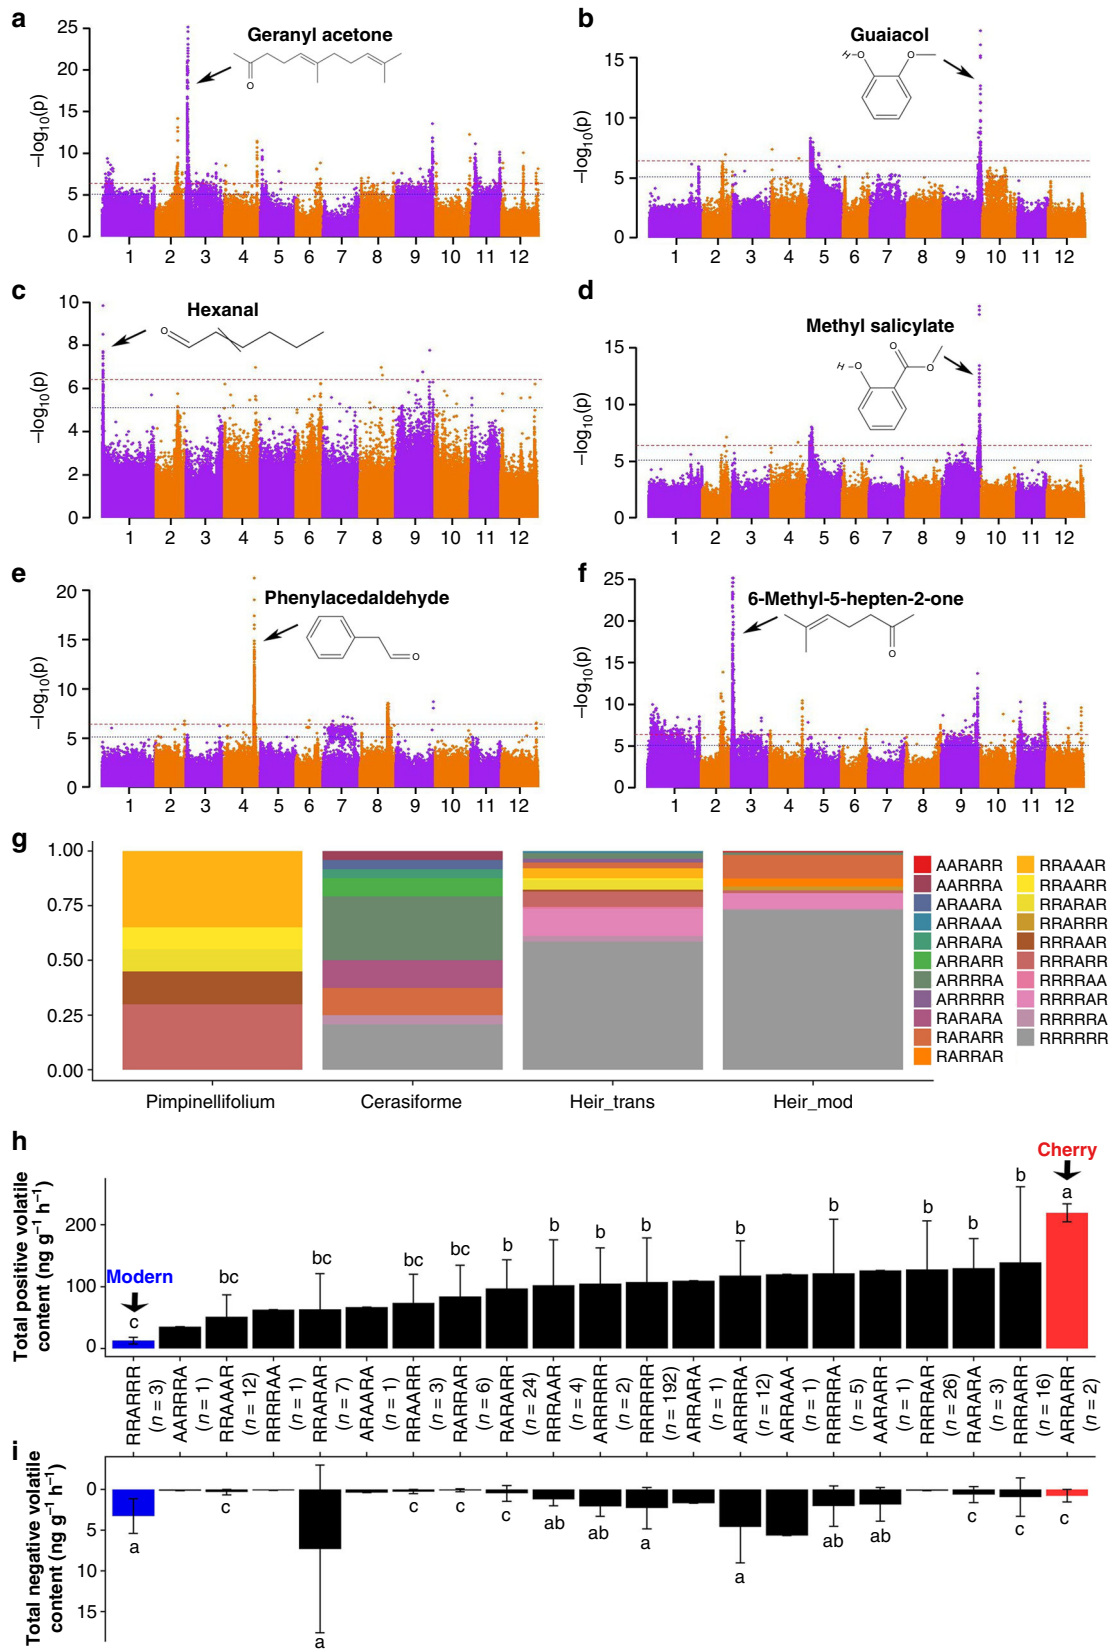 a
Geranyl acetone
O
–log10(p)
25
20
15
10
5
0
1 2 3 4 5 6 7 8 9 10 11 12
b
Guaiacol
H–O O
–log10(p)
15
10
5
0
1 2 3 4 5 6 7 8 9 10 11 12
c
Hexanal
O
–log10(p)
10
8
6
4
2
0
1 2 3 4 5 6 7 8 9 10 11 12
d
Methyl salicylate
O
H–O O
–log10(p)
15
10
5
0
1 2 3 4 5 6 7 8 9 10 11 12
e
Phenylacedaldehyde
O
–log10(p)
20
15
10
5
0
1 2 3 4 5 6 7 8 9 10 11 12
f
6-Methyl-5-hepten-2-one
O
–log10(p)
25
20
15
10
5
0
1 2 3 4 5 6 7 8 9 10 11 12
g
1.00
0.75
0.50
0.25
0.00
Pimpinellifolium Cerasiforme Heir_trans Heir_mod
AARARR
AARRRA
ARAARA
ARRAAA
ARRARA
ARRARR
ARRRRA
ARRRRR
RARARA
RARARR
RARRAR
RRAAAR
RRAARR
RRARAR
RRARRR
RRRAAR
RRRARR
RRRRAA
RRRRAR
RRRRRA
RRRRRR
h
Total positive volatile
content (ng g−1 h−1)
200
100
0
Modern
Cherry
c bc bc bc bc b b b b b b b b b a
RRARRR
(n = 3)
AARRRA
(n = 1)
RRAAAR
(n = 12)
RRRRAA
(n = 1)
RRARAR
(n = 7)
ARAARA
(n = 1)
RRAARR
(n = 3)
RARRAR
(n = 6)
RARARR
(n = 24)
RRRAAR
(n = 4)
ARRRRR
(n = 2)
RRRRRR
(n = 192)
ARRARA
(n = 1)
ARRRRA
(n = 12)
ARRAAA
(n = 1)
RRRRRA
(n = 5)
AARARR
(n = 1)
RRRRAR
(n = 26)
RARARA
(n = 3)
RRRARR
(n = 16)
ARRARR
(n = 2)
i
Total negative volatile
content (ng g−1 h−1)
0
5
10
15
a c a c c c ab ab a a ab ab c c c